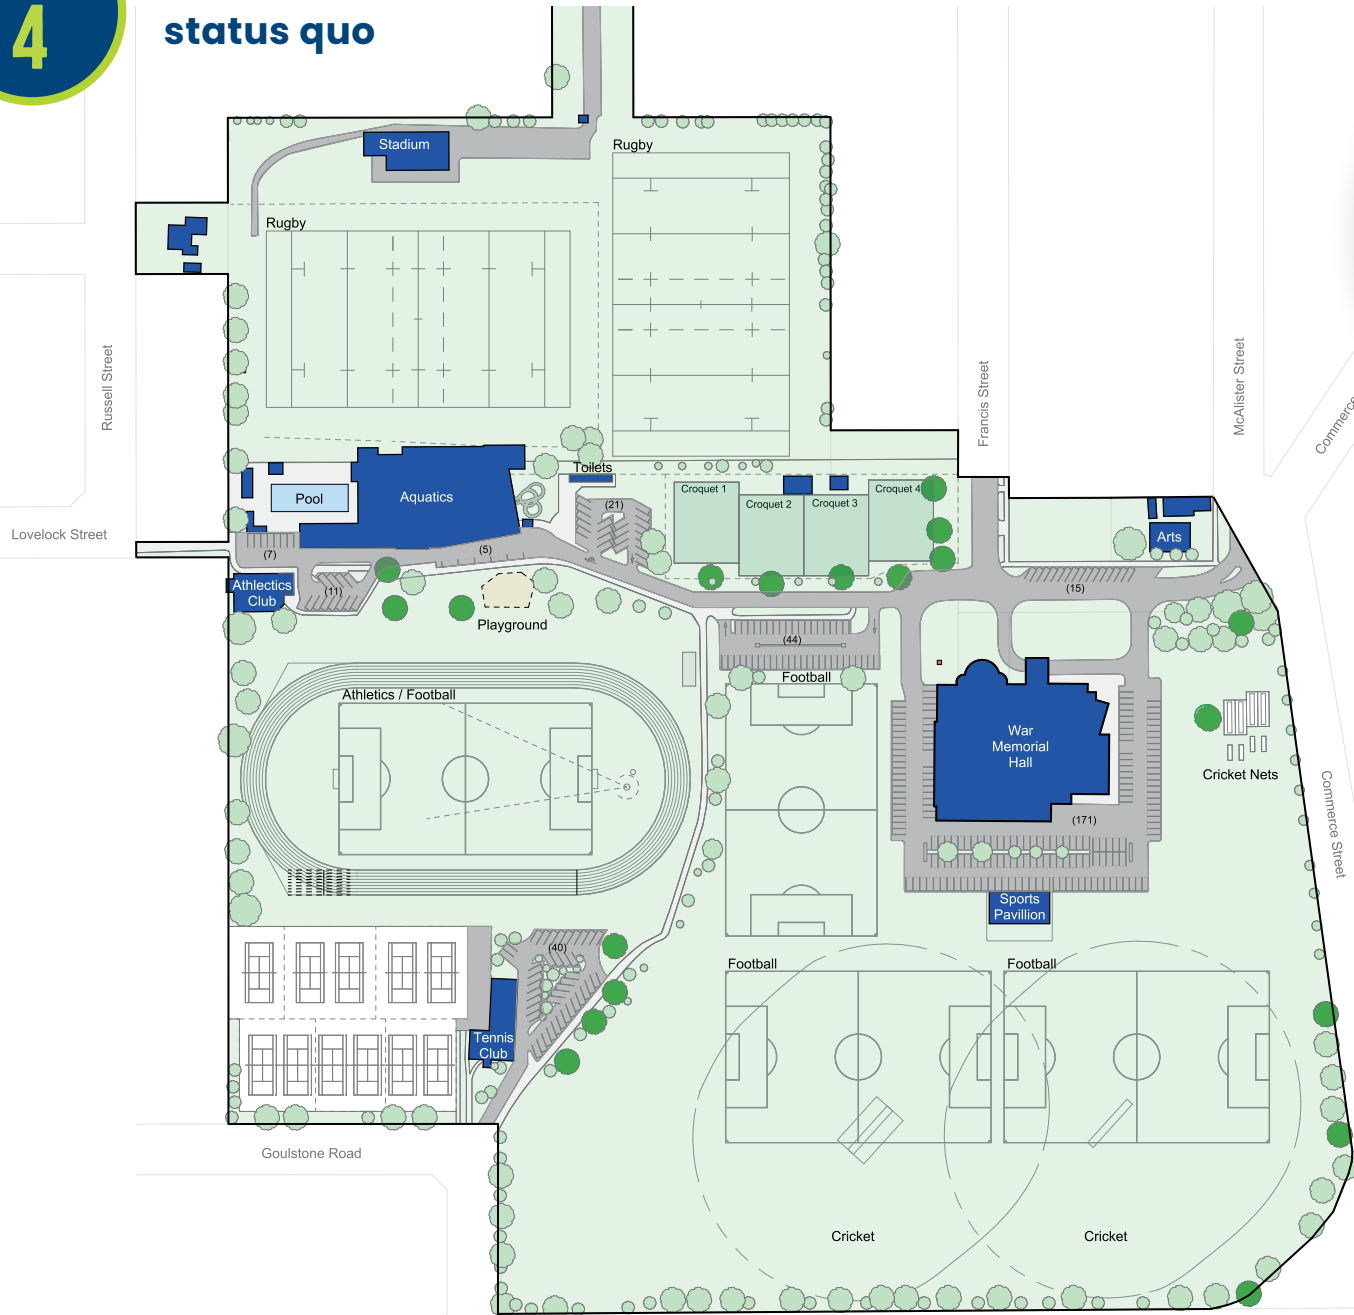 4
status quo
Stadium
Rugby
Rugby
Russell Street
Francis Street
McAlister Street
Commerce
Toilets
Pool
Aquatics
(21)
Croquet 1
Croquet 2
Croquet 3
Croquet 4
Arts
Lovelock Street
(7)
(5)
(11)
(15)
Athlectics
Club
Playground
(44)
Football
Athletics / Football
War
Memorial
Hall
Cricket Nets
Commerce Street
(171)
Sports
Pavillion
(40)
Football
Football
Tennis
Club
Goulstone Road
Cricket
Cricket